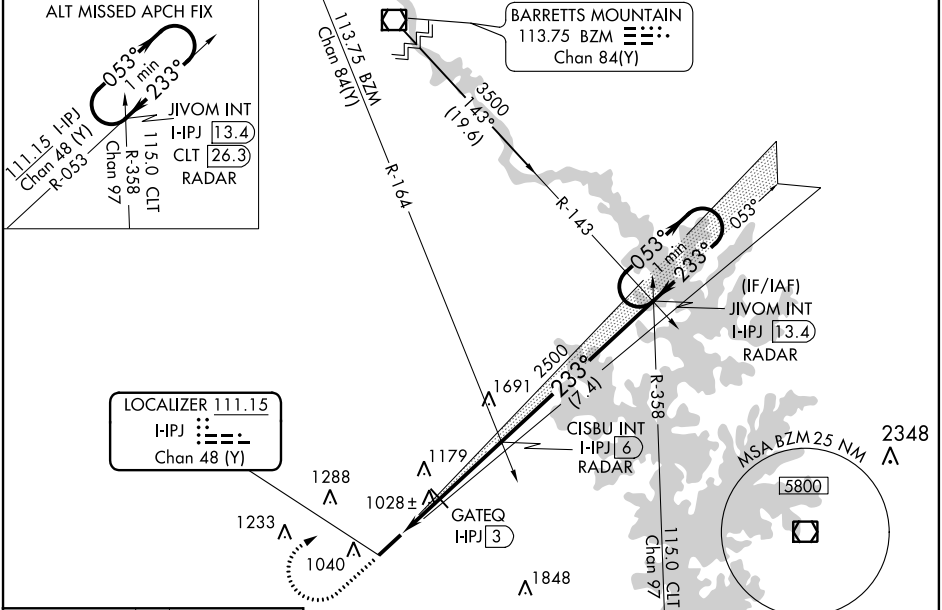 ALT MISSED APCH FIX
053°
1 min
233°
JIVOM INT
I-IPJ 13.4
CLT 26.3
RADAR
111.15 I-IPJ
Chan 48 (Y)
R-053
115.0 CLT
R-358
Chan 97
113.75 BZM
Chan 84(Y)
R-164
BARRETTS MOUNTAIN
113.75 BZM
Chan 84(Y)
3500
143°
(19.6)
R-143
053°
1 min
233°
053°
(IF/IAF)
JIVOM INT
I-IPJ 13.4
RADAR
2500
233°
(7.4)
R-358
115.0 CLT
Chan 97
1691
CISBU INT
I-IPJ 6
RADAR
LOCALIZER 111.15
I-IPJ
Chan 48 (Y)
1179
1288
1028±
GATEQ
I-IPJ 3
1233
1040
1848
MSA BZM 25 NM
5800
2348